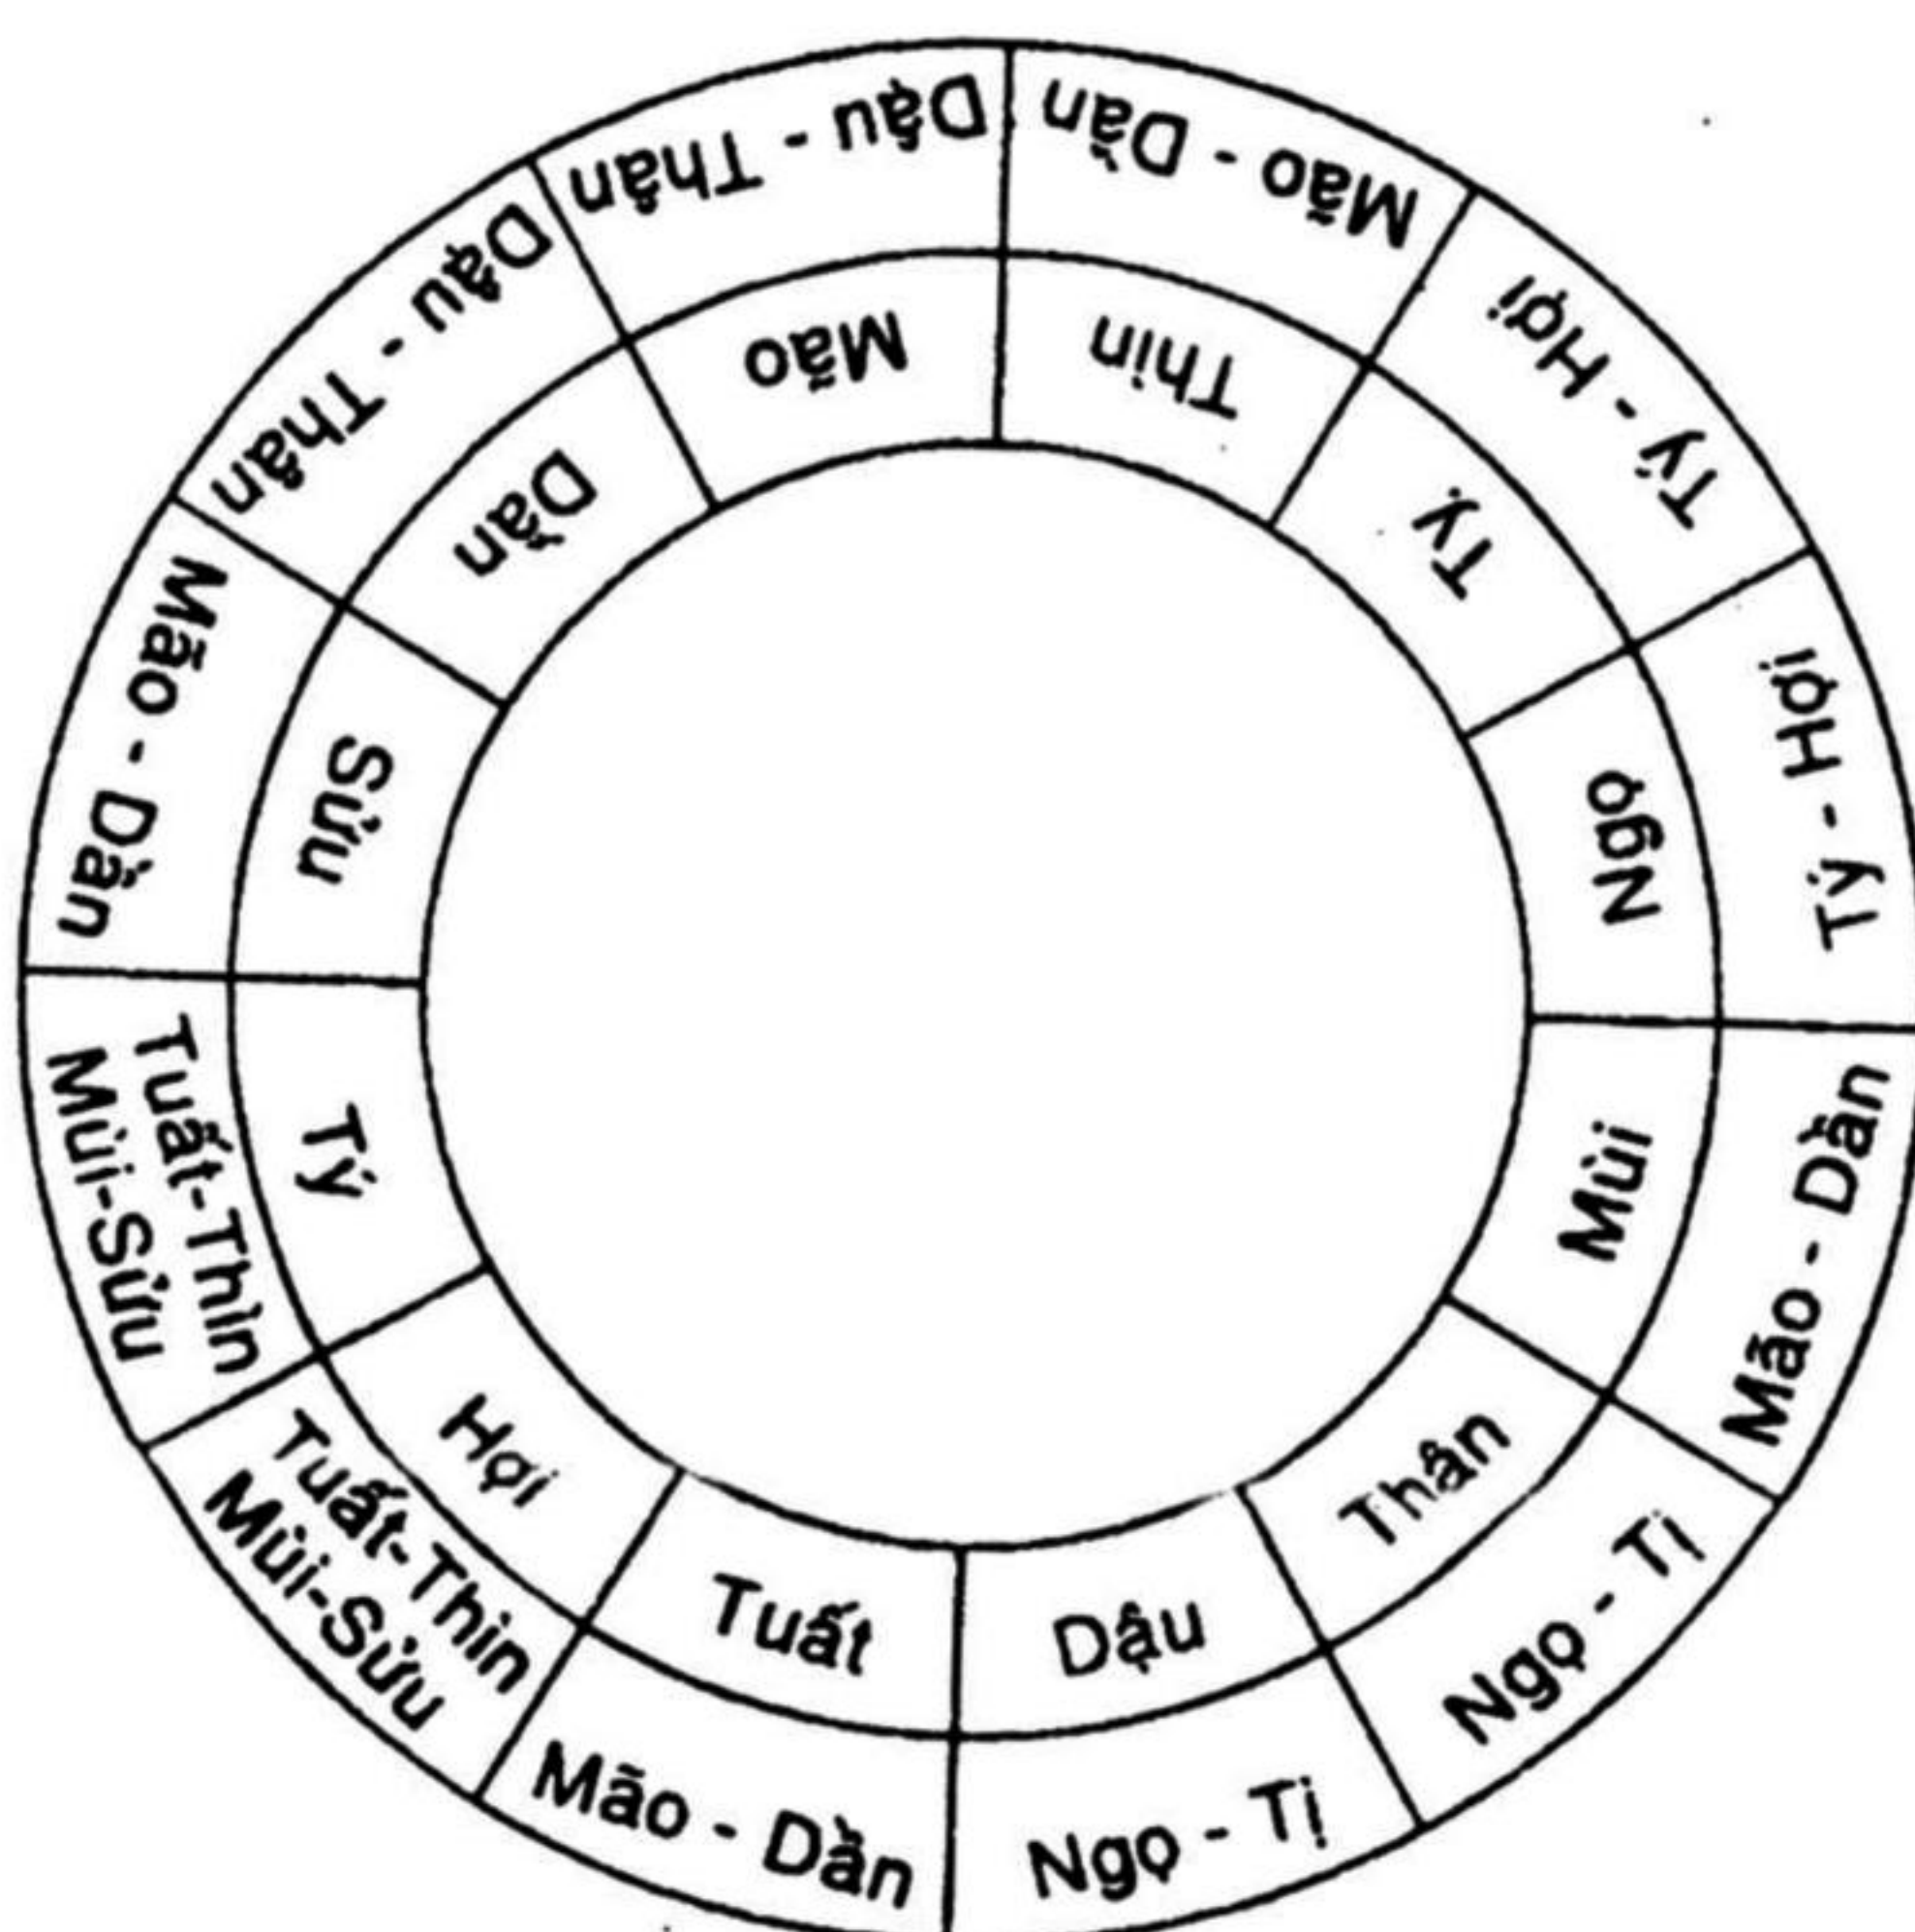 Dậu - Thân
Mão - Dần
Tý - Hợi
Tý - Hợi
Mão - Dần
Ngọ - Tị
Ngọ - Tị
Mão - Dần
Tuất-Thin
Mùi-Sửu
Tuất-Thìn
Mùi-Sửu
Mão - Dần
Dậu - Thân
Mão
Thin
Tỵ
Ngọ
Mùi
Thân
Dậu
Tuất
Hợi
Tý
Sửu
Dần